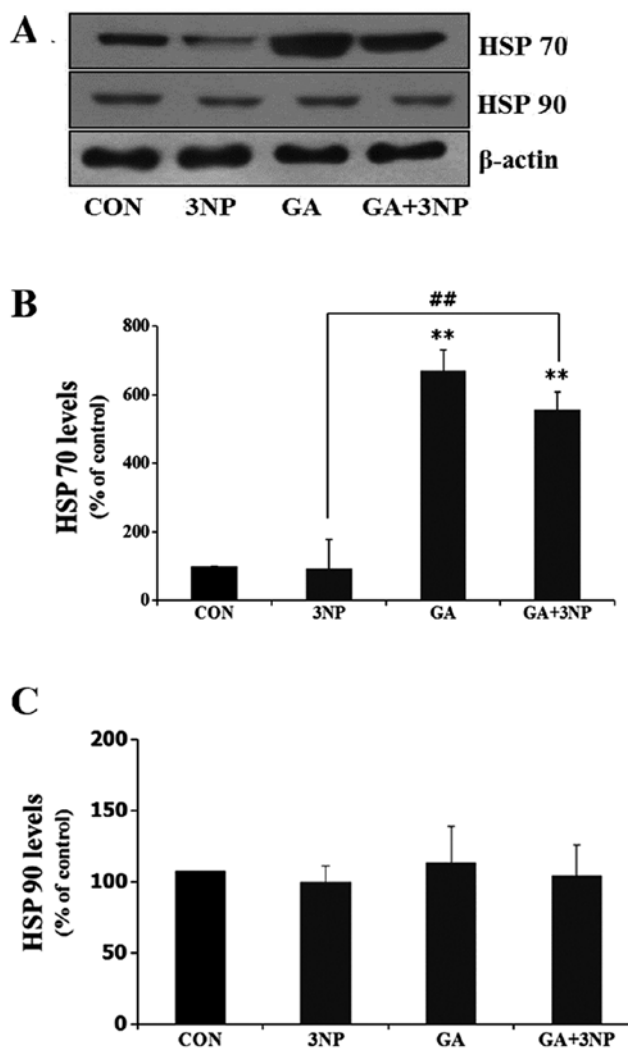 A
HSP 70
HSP 90
β-actin
CON 3NP GA GA+3NP
B
##
800
**
**
600
HSP 70 levels
(% of control)
400
200
0
CON 3NP GA GA+3NP
C
200
150
HSP 90 levels
(% of control)
100
50
0
CON 3NP GA GA+3NP